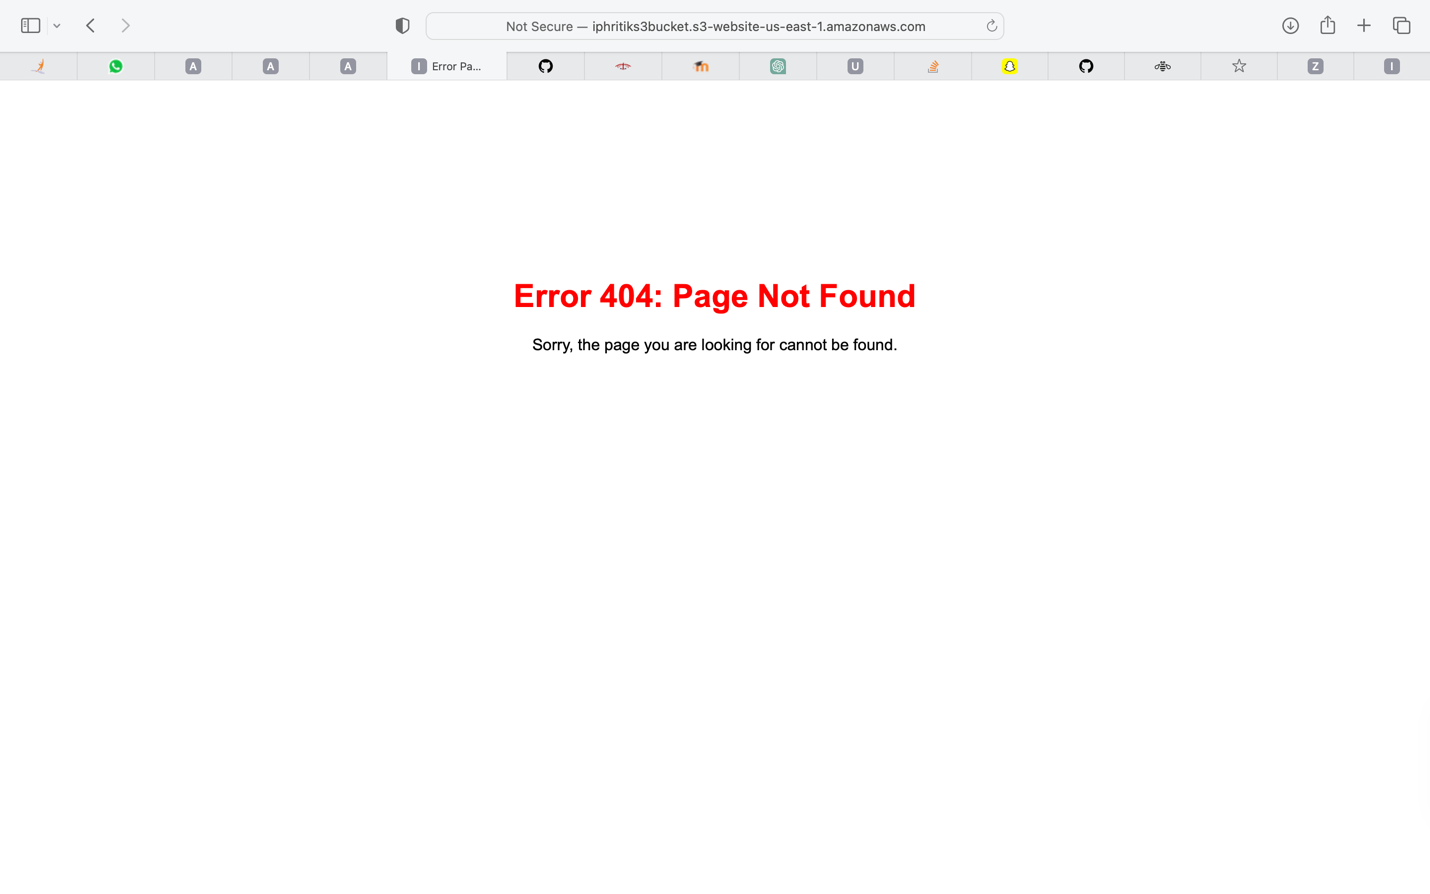 Not Secure — iphritiks3bucket.s3-website-us-east-1.amazonaws.com
A
A
A
I Error Pa...
U
Z
I
Error 404: Page Not Found
Sorry, the page you are looking for cannot be found.